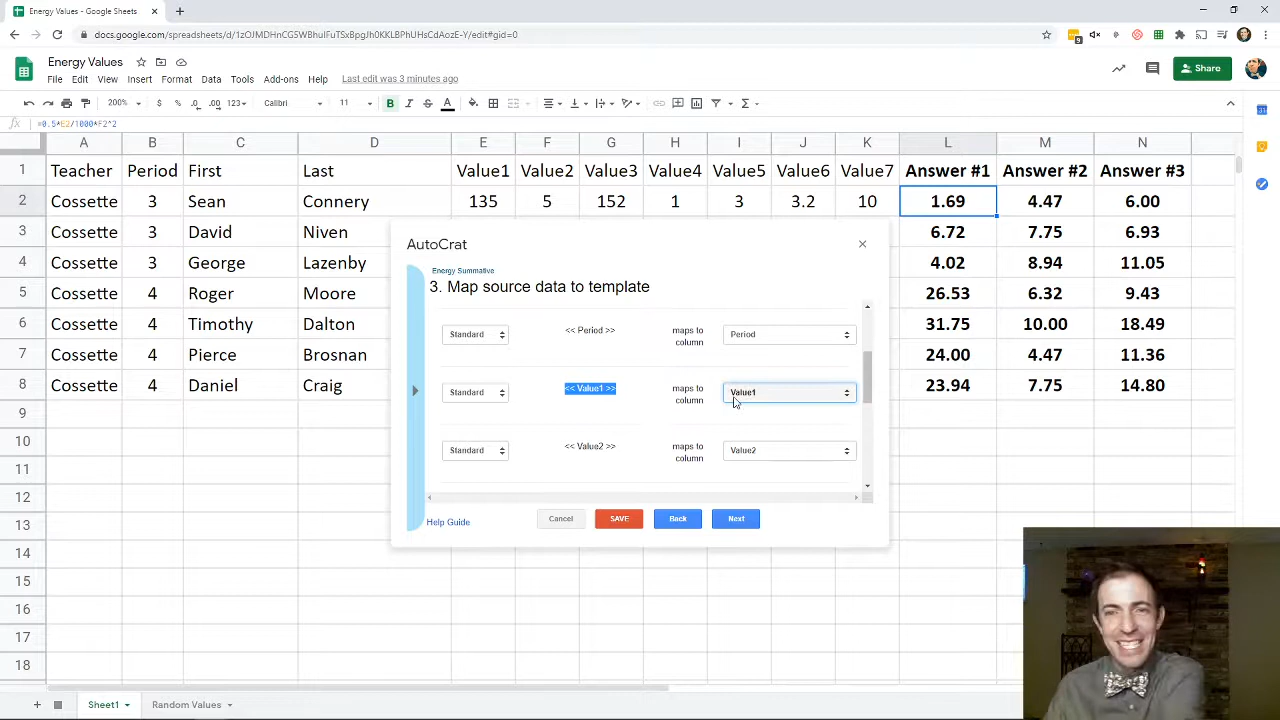 Energy Values - Google Sheets
docs.google.com/spreadsheets/d/1zOJMDHnCG5WBhuIFuTSxBpgJh0KKLBPhUHsCdAozE-Y/edit#gid=0
Energy Values
File Edit View Insert Format Data Tools Add-ons Help Last edit was 3 minutes ago
Share
200% $ % .0 .00 123 Calibri 11 B I S A
fx =0.5*E2/1000*F2^2
A B C D E F G H I J K L M N
1 Teacher Period First Last Value1 Value2 Value3 Value4 Value5 Value6 Value7 Answer #1 Answer #2 Answer #3
2 Cossette 3 Sean Connery 135 5 152 1 3 3.2 10 1.69 4.47 6.00
3 Cossette 3 David Niven 6.72 7.75 6.93
4 Cossette 3 George Lazenby 4.02 8.94 11.05
5 Cossette 4 Roger Moore 26.53 6.32 9.43
6 Cossette 4 Timothy Dalton 31.75 10.00 18.49
7 Cossette 4 Pierce Brosnan 24.00 4.47 11.36
8 Cossette 4 Daniel Craig 23.94 7.75 14.80
9
10
11
12
13
14
15
16
17
18
AutoCrat
Energy Summative
3. Map source data to template
Standard << Period >> maps to column Period
Standard << Value1 >> maps to column Value1
Standard << Value2 >> maps to column Value2
Help Guide Cancel SAVE Back Next
Sheet1 Random Values